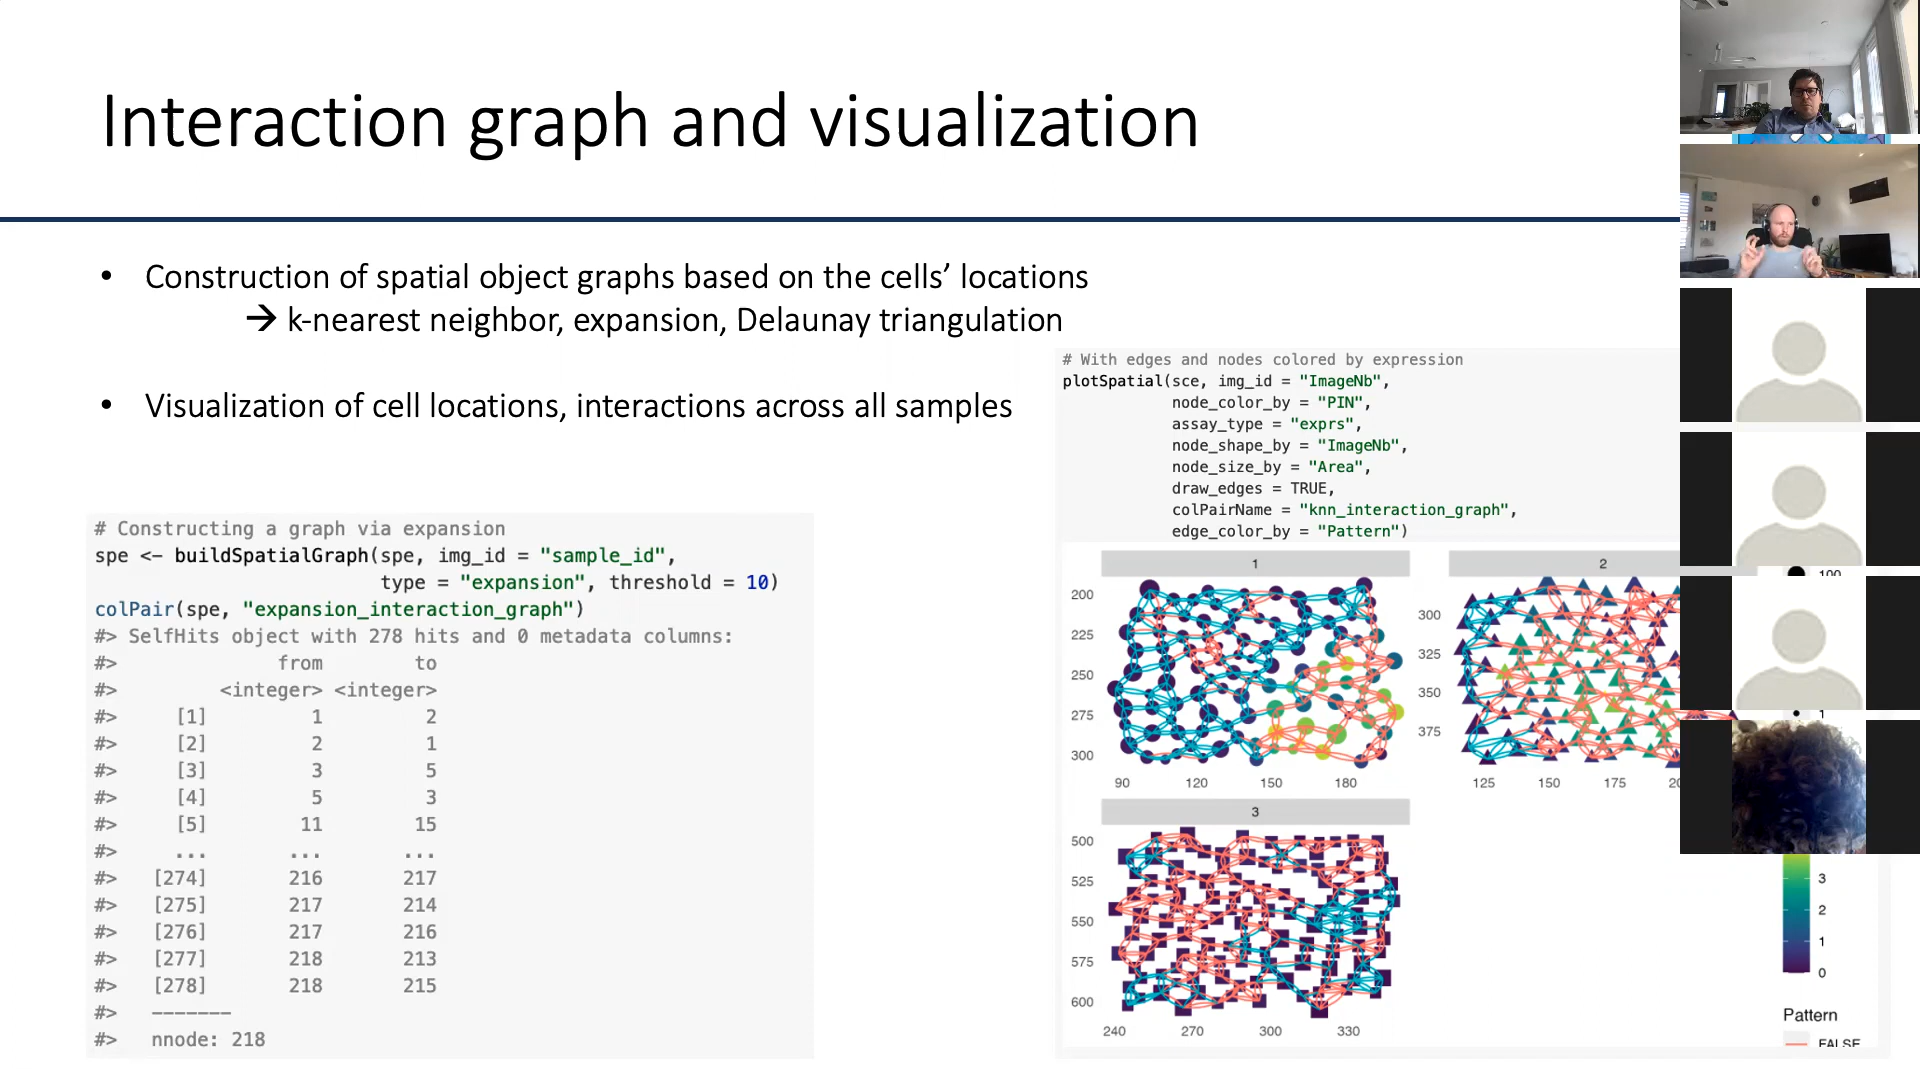 Interaction graph and visualization
• Construction of spatial object graphs based on the cells’ locations
→ k-nearest neighbor, expansion, Delaunay triangulation
• Visualization of cell locations, interactions across all samples
# Constructing a graph via expansion
spe <- buildSpatialGraph(spe, img_id = "sample_id",
type = "expansion", threshold = 10)
colPair(spe, "expansion_interaction_graph")
#> SelfHits object with 278 hits and 0 metadata columns:
#> from to
#> <integer> <integer>
#> [1] 1 2
#> [2] 2 1
#> [3] 3 5
#> [4] 5 3
#> [5] 11 15
#> ... ... ...
#> [274] 216 217
#> [275] 217 214
#> [276] 217 216
#> [277] 218 213
#> [278] 218 215
#> -------
#> nnode: 218
# With edges and nodes colored by expression
plotSpatial(sce, img_id = "ImageNb",
node_color_by = "PIN",
assay_type = "exprs",
node_shape_by = "ImageNb",
node_size_by = "Area",
draw_edges = TRUE,
colPairName = "knn_interaction_graph",
edge_color_by = "Pattern")
1
200
225
250
275
300
90 120 150 180
2
300
325
350
375
125 150 175
3
500
525
550
575
600
240 270 300 330
100
1
3
2
1
0
Pattern
FALSE